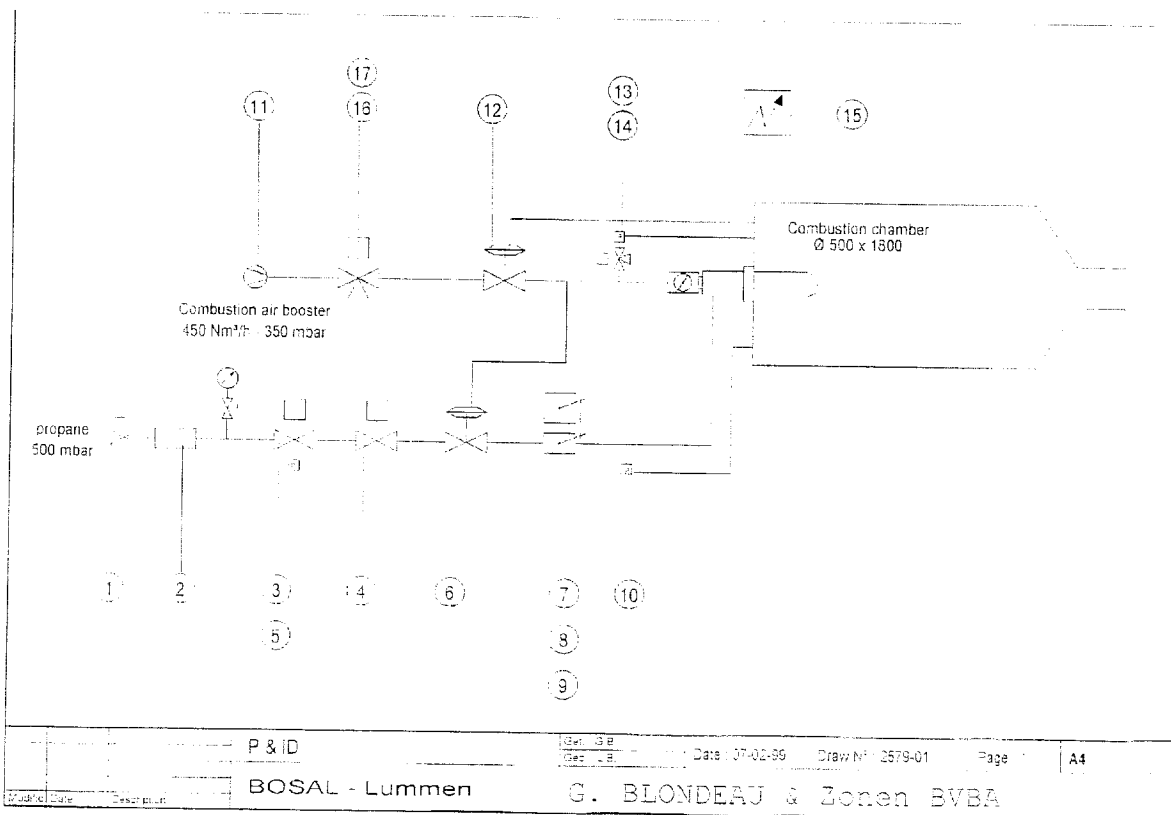 17
11
16
12
13
14
15
Combustion chamber
Ø 500 x 1800
Combustion air booster
450 Nm³/h - 350 mbar
propane
500 mbar
1
2
3
4
6
7
10
5
8
9
P & ID
Date : 07-02-99
Draw N° : 2579-01
Page
A4
BOSAL - Lummen
G. BLONDEAU & Zonen BVBA
Date